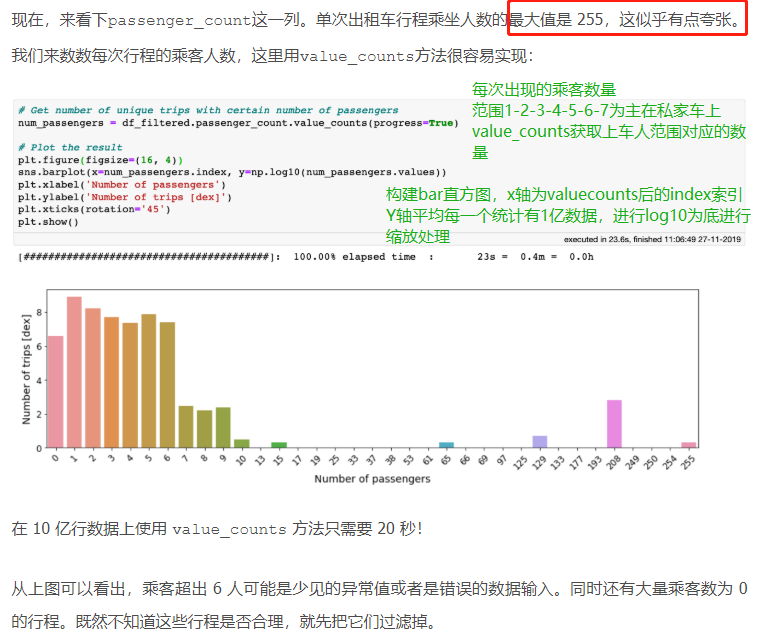 现在，来看下passenger_count这一列。单次出租车行程乘坐人数的最大值是 255，这似乎有点夸张。
我们来数数每次行程的乘客人数，这里用value_counts方法很容易实现：
每次出现的乘客数量
范围1-2-3-4-5-6-7为主在私家车上
value_counts获取上车人范围对应的数
量
# Get number of unique trips with certain number of passengers
num_passengers = df_filtered.passenger_count.value_counts(progress=True)
# Plot the result
plt.figure(figsize=(16, 4))
sns.barplot(x=num_passengers.index, y=np.log10(num_passengers.values))
plt.xlabel('Number of passengers')
plt.ylabel('Number of trips [dex]')
plt.xticks(rotation='45')
plt.show()
构建bar直方图，x轴为valuecounts后的index索引
Y轴平均每一个统计有1亿数据，进行log10为底进行
缩放处理
executed in 23.6s, finished 11:06:49 27-11-2019
[########################################]: 100.00% elapsed time : 23s = 0.4m = 0.0h
Number of trips [dex]
8
6
4
2
0
0 1 2 3 4 5 6 7 8 9 10 13 15 17 19 25 33 37 38 53 61 65 66 69 97 125 129 133 177 193 208 249 250 254 255
Number of passengers
在 10 亿行数据上使用 value_counts 方法只需要 20 秒！
从上图可以看出，乘客超出 6 人可能是少见的异常值或者是错误的数据输入。同时还有大量乘客数为 0
的行程。既然不知道这些行程是否合理，就先把它们过滤掉。